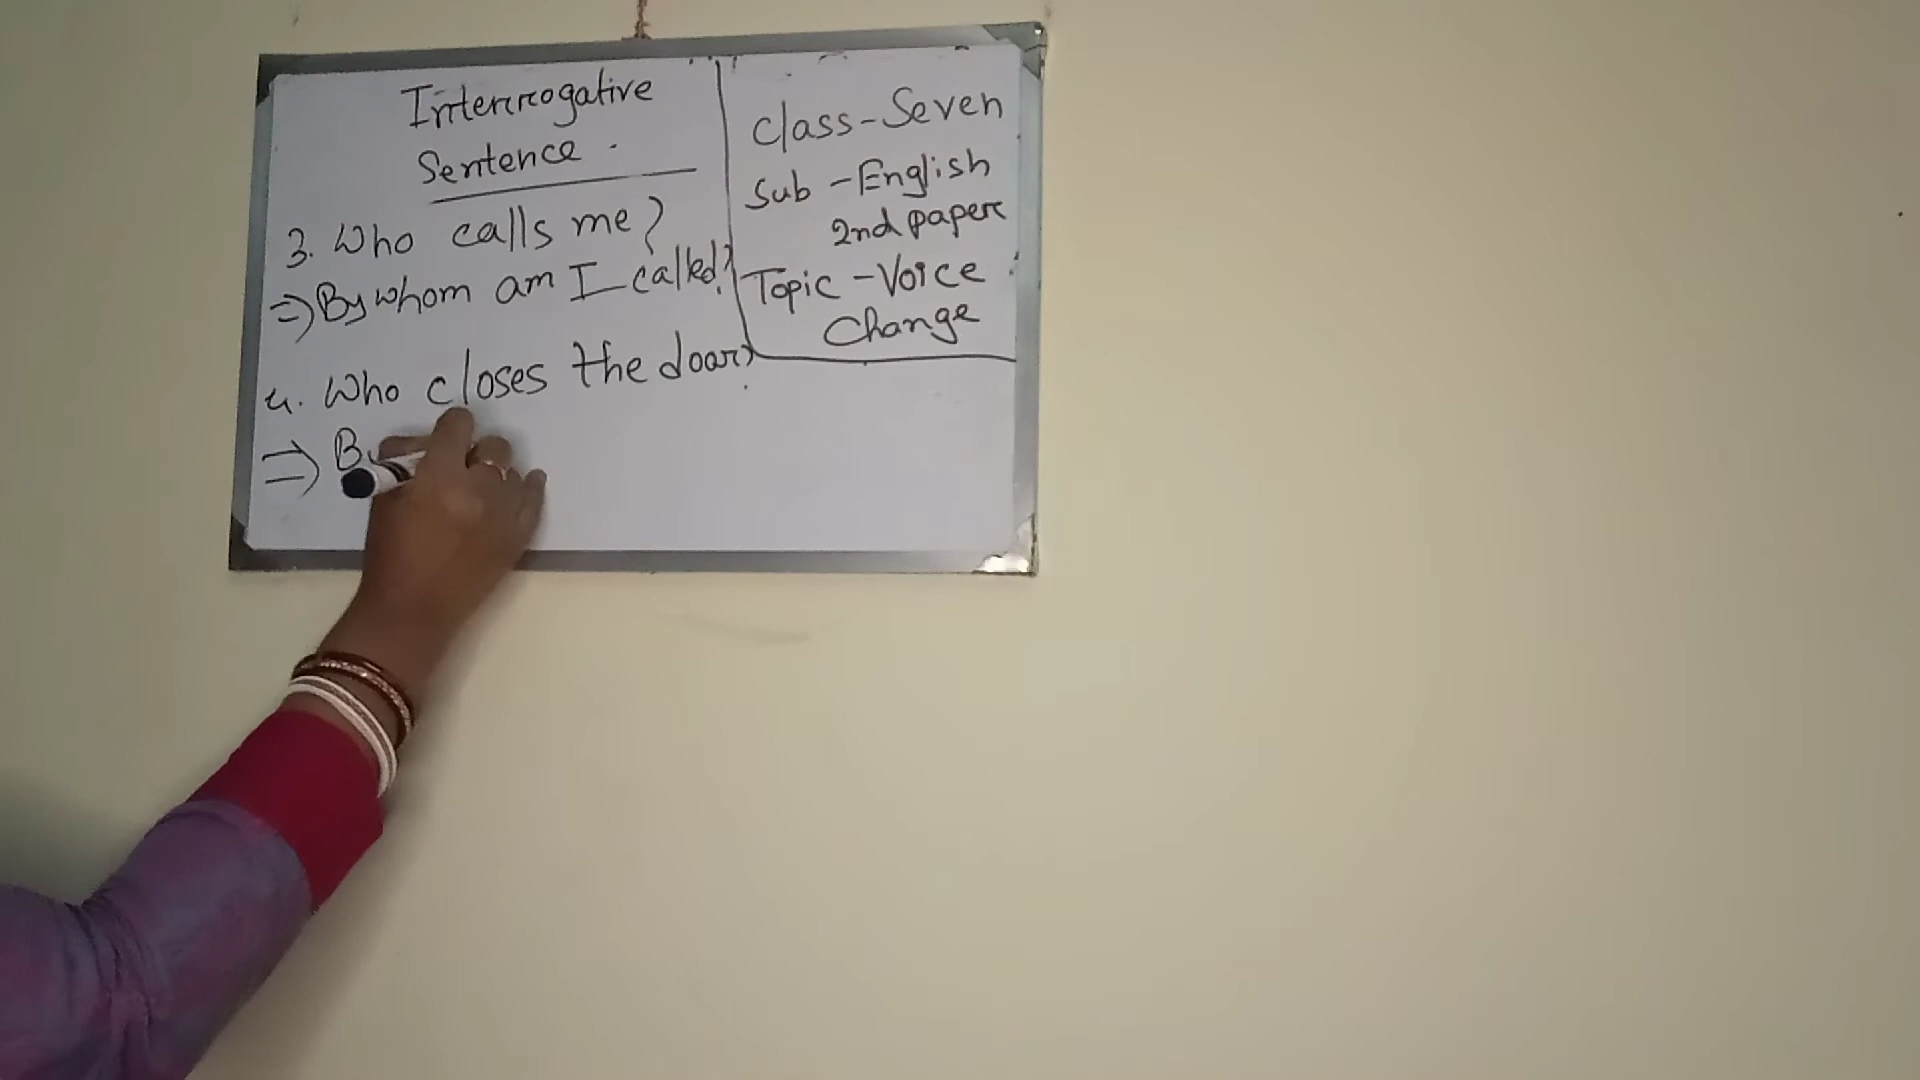 Interrogative
Sentence.
3. Who calls me?
⇒ By whom am I called?
4. Who closes the door?
⇒ By
Class-Seven
Sub-English
2nd paper
Topic-Voice
Change